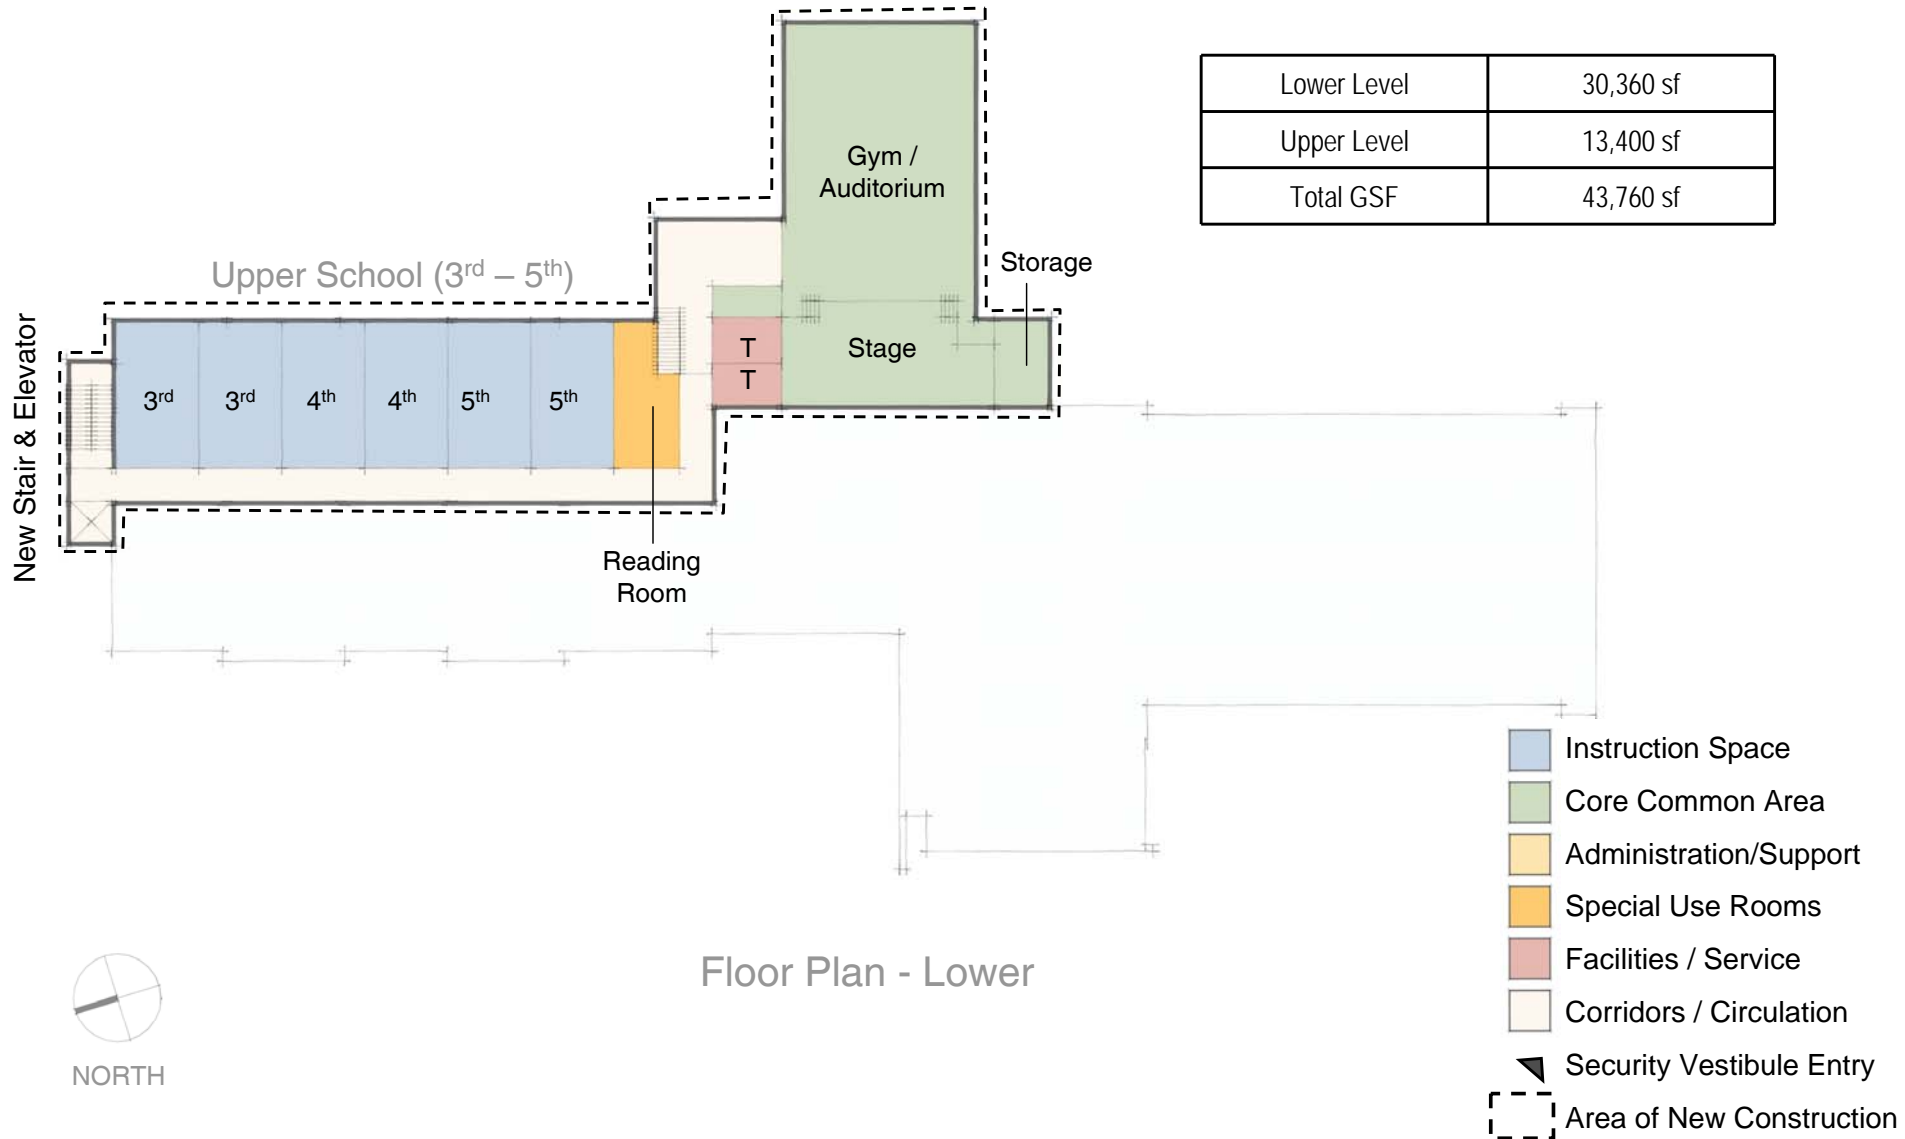 Lower Level 30,360 sf
Upper Level 13,400 sf
Total GSF 43,760 sf
Gym /
Auditorium
Storage
Upper School (3rd – 5th)
New Stair & Elevator
T
T
Stage
3rd 3rd 4th 4th 5th 5th
Reading
Room
Instruction Space
Core Common Area
Administration/Support
Special Use Rooms
Facilities / Service
Corridors / Circulation
Security Vestibule Entry
Area of New Construction
Floor Plan - Lower
NORTH